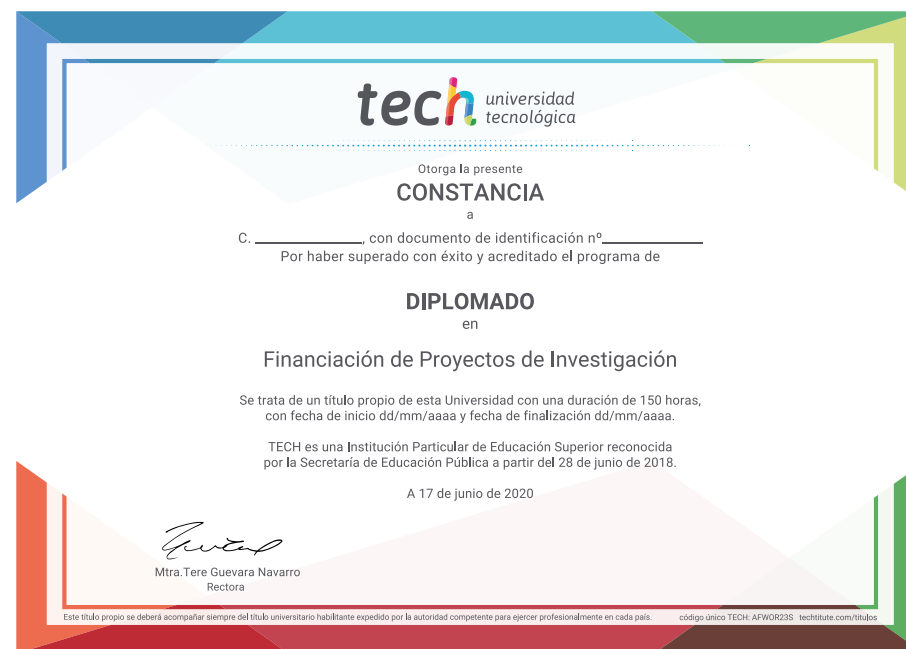 tech universidad
tecnológica
Otorga la presente
CONSTANCIA
a
C. ______________, con documento de identificación nº______________
Por haber superado con éxito y acreditado el programa de
DIPLOMADO
en
Financiación de Proyectos de Investigación
Se trata de un título propio de esta Universidad con una duración de 150 horas,
con fecha de inicio dd/mm/aaaa y fecha de finalización dd/mm/aaaa.
TECH es una Institución Particular de Educación Superior reconocida
por la Secretaría de Educación Pública a partir del 28 de junio de 2018.
A 17 de junio de 2020
Mtra.Tere Guevara Navarro
Rectora
Este título propio se deberá acompañar siempre del título universitario habilitante expedido por la autoridad competente para ejercer profesionalmente en cada país. código único TECH: AFWOR23S techtitute.com/titulos